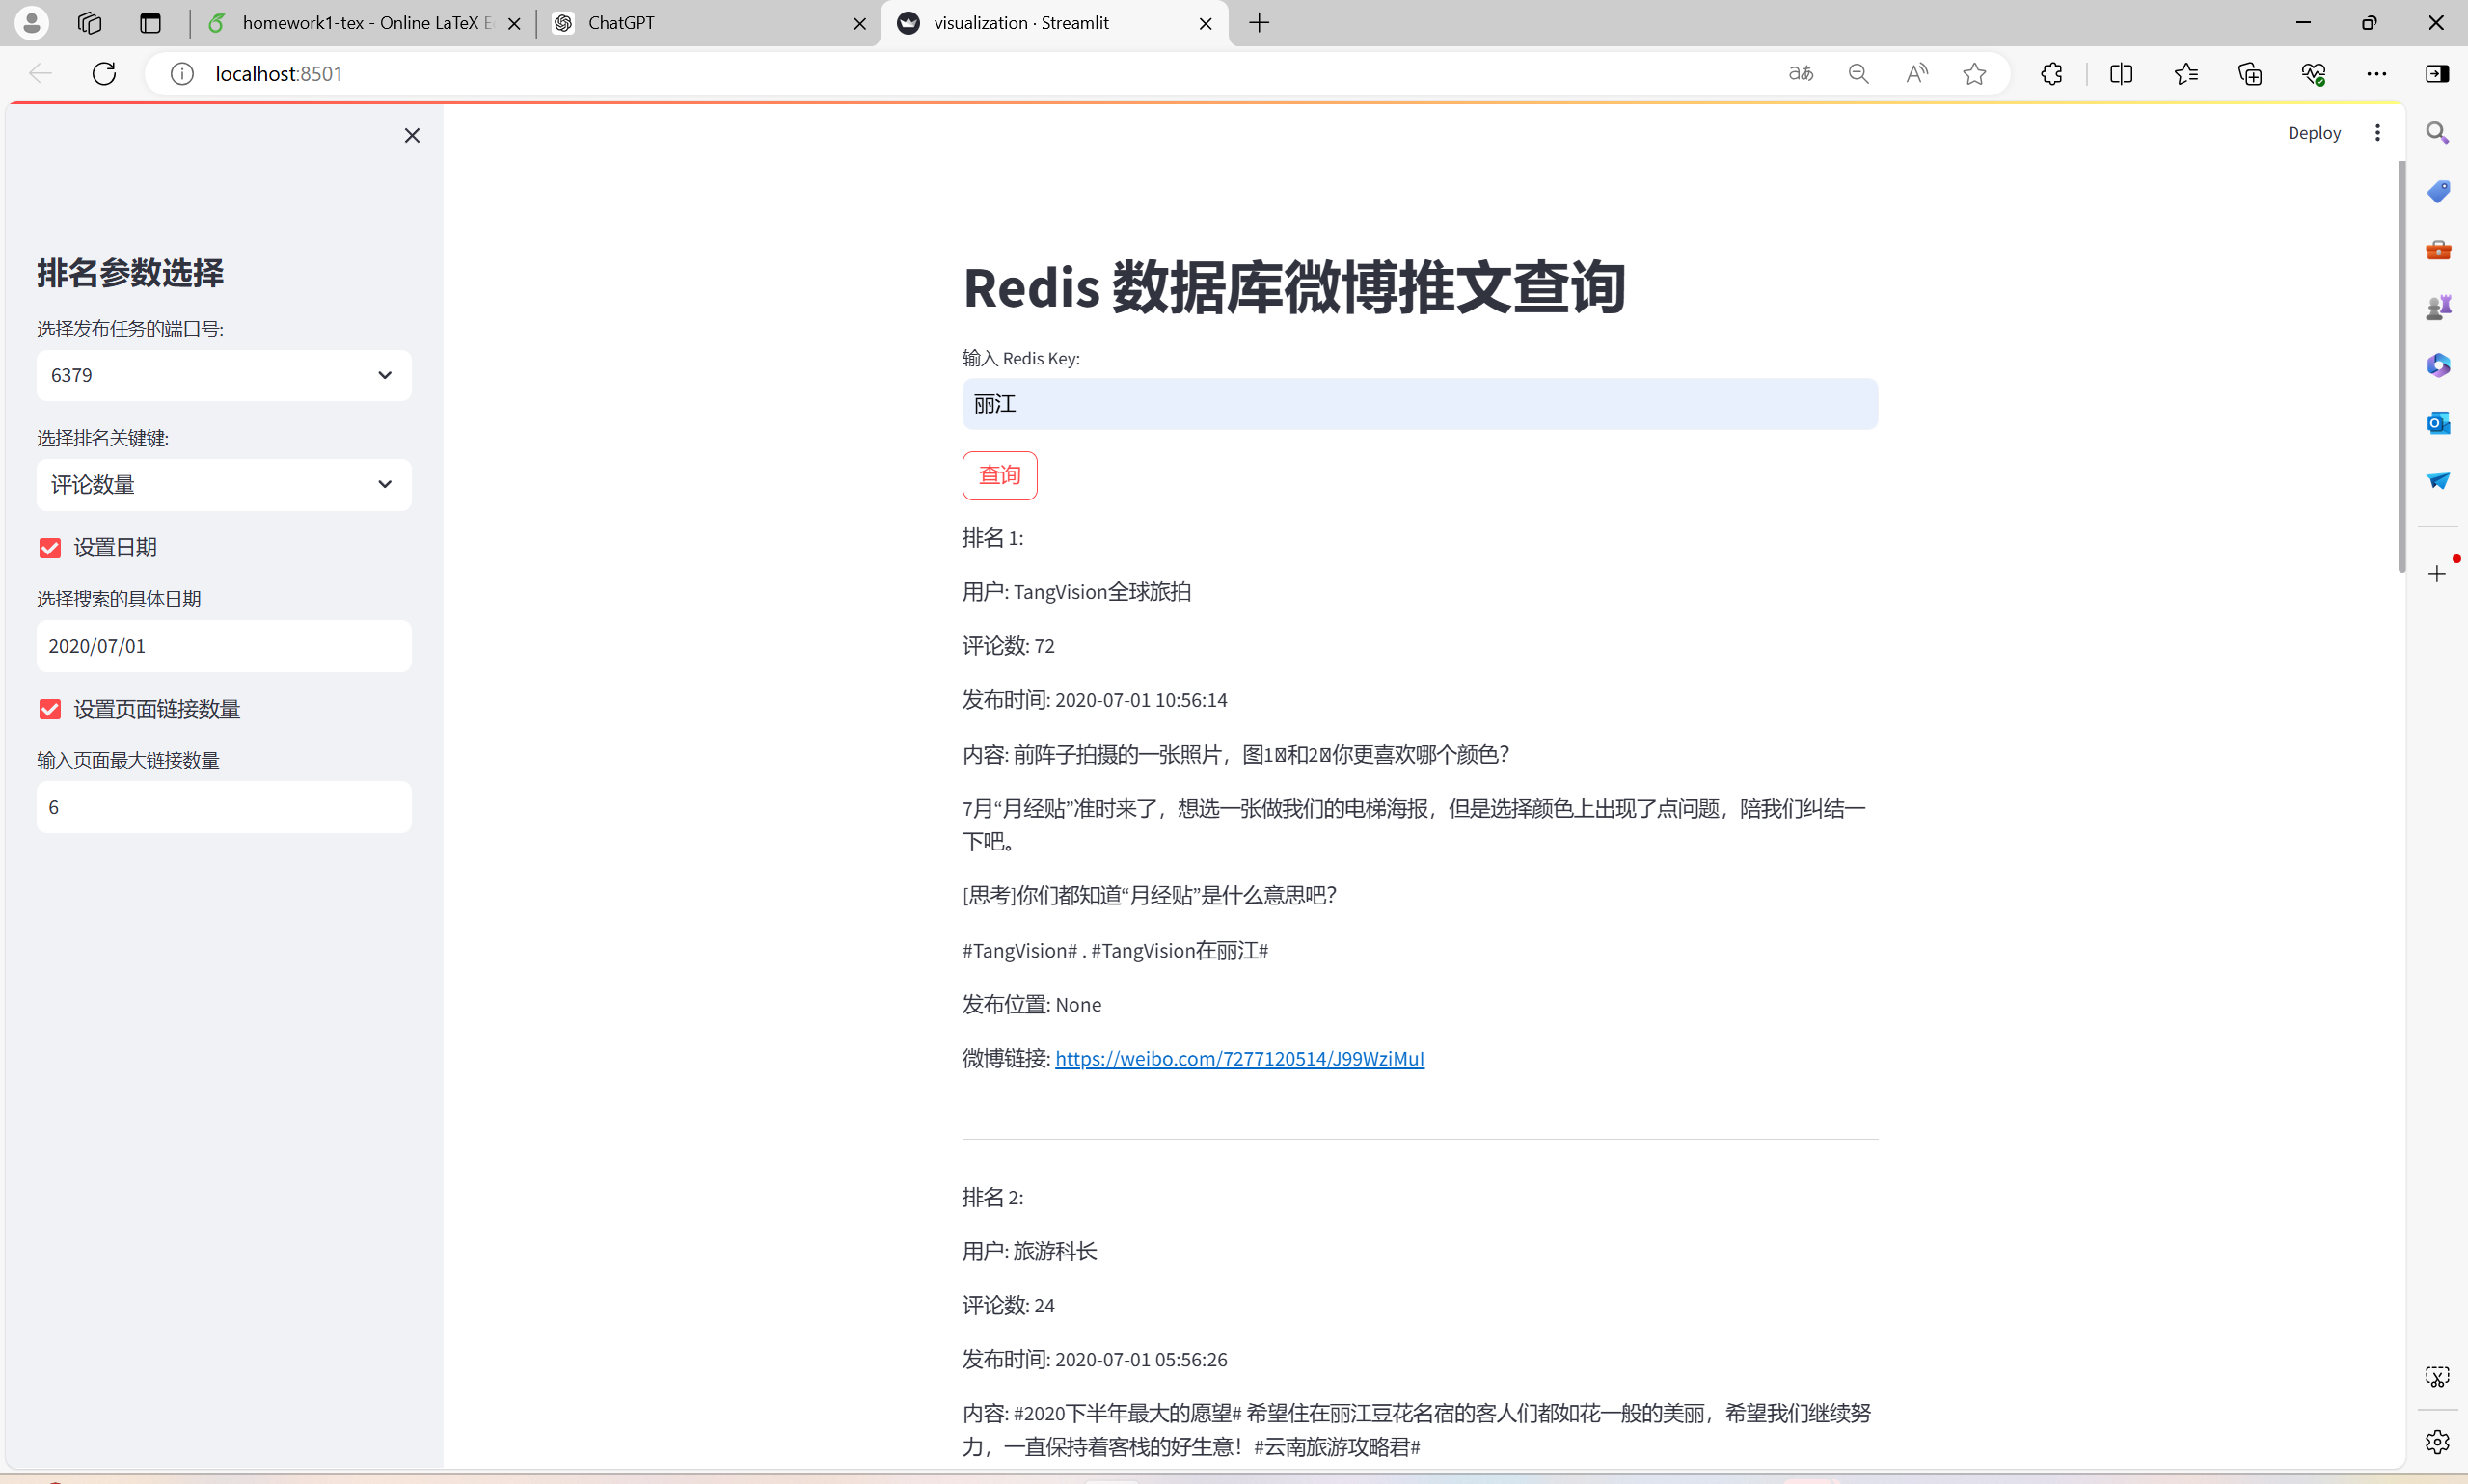 homework1-tex - Online LaTeX E
ChatGPT
visualization · Streamlit
localhost:8501
Deploy
排名参数选择
选择发布任务的端口号:
6379
选择排名关键键:
评论数量
设置日期
选择搜索的具体日期
2020/07/01
设置页面链接数量
输入页面最大链接数量
6
Redis 数据库微博推文查询
输入 Redis Key:
丽江
查询
排名 1:
用户: TangVision全球旅拍
评论数: 72
发布时间: 2020-07-01 10:56:14
内容: 前阵子拍摄的一张照片，图1和2你更喜欢哪个颜色？
7月“月经贴”准时来了，想选一张做我们的电梯海报，但是选择颜色上出现了点问题，陪我们纠结一
下吧。
[思考]你们都知道“月经贴”是什么意思吧？
#TangVision# . #TangVision在丽江#
发布位置: None
微博链接: https://weibo.com/7277120514/J99WziMuI
排名 2:
用户: 旅游科长
评论数: 24
发布时间: 2020-07-01 05:56:26
内容: #2020下半年最大的愿望# 希望住在丽江豆花名宿的客人们都如花一般的美丽，希望我们继续努
力，一直保持着客栈的好生意！#云南旅游攻略君#